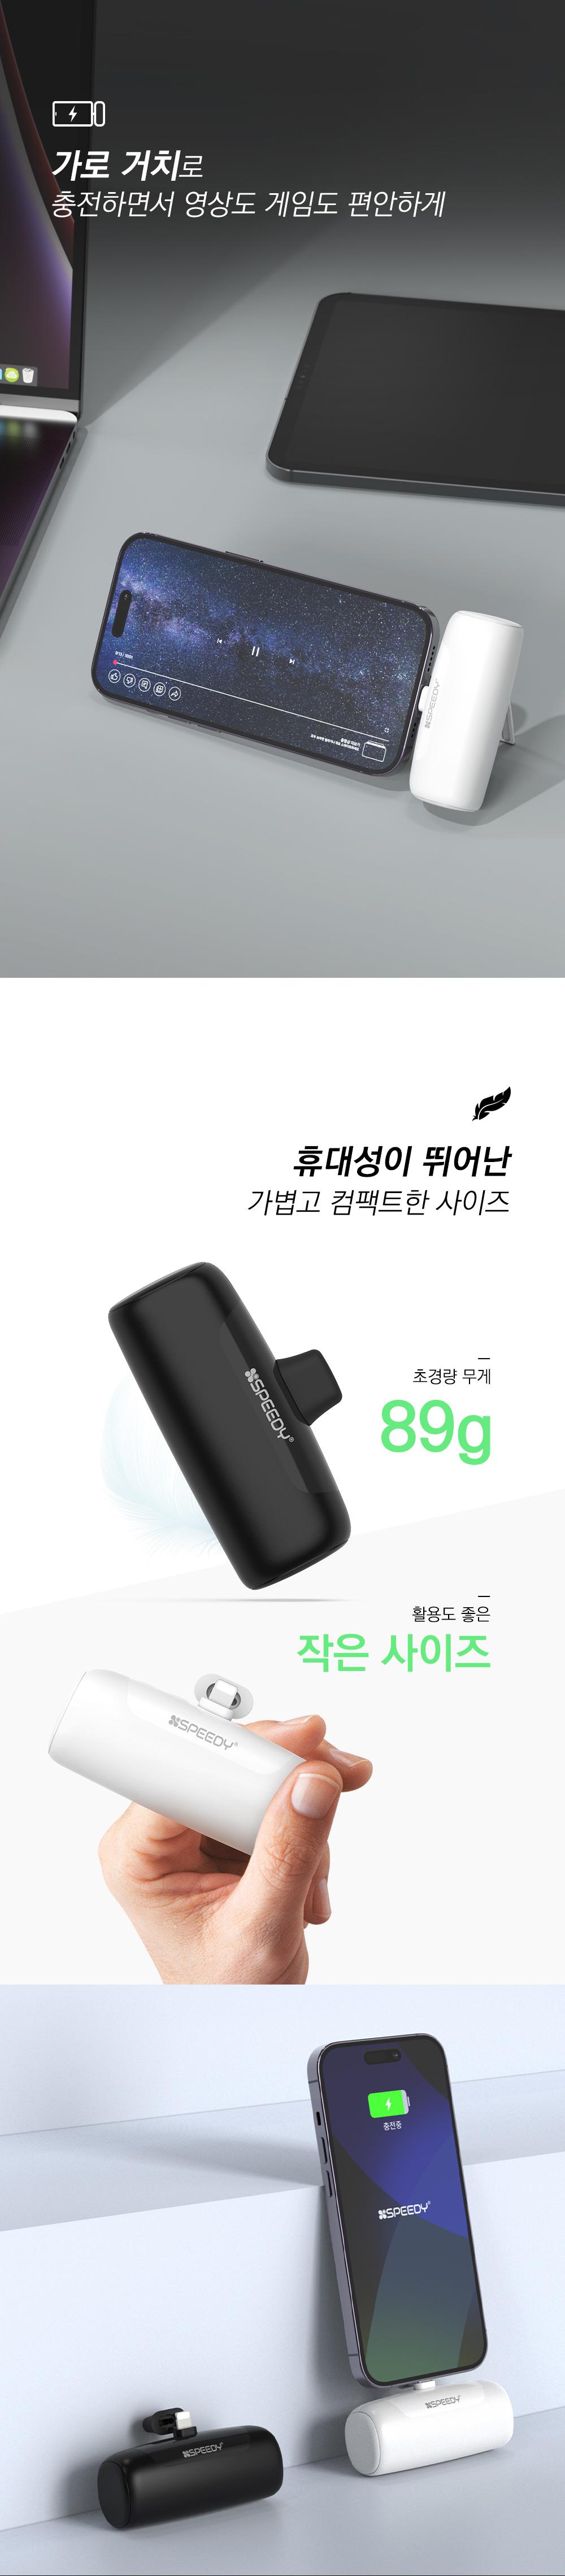 가로 거치로
충전하면서 영상도 게임도 편안하게
SPEEDY
휴대성이 뛰어난
가볍고 컴팩트한 사이즈
SPEEDY®
초경량 무게
89g
활용도 좋은
작은 사이즈
SPEEDY®
충전중
SPEEDY®
SPEEDY
SPEEDY